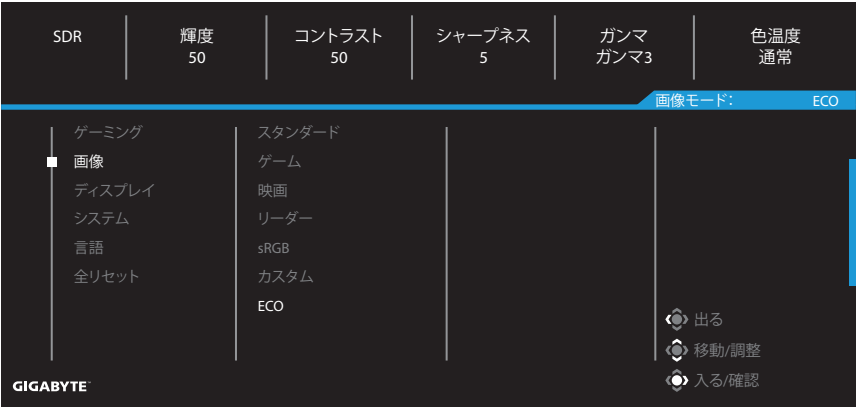 SDR
輝度
50
コントラスト
50
シャープネス
5
ガンマ
ガンマ3
色温度
通常
画像モード: ECO
ゲーミング
画像
ディスプレイ
システム
言語
全リセット
スタンダード
ゲーム
映画
リーダー
sRGB
カスタム
ECO
出る
移動/調整
入る/確認
GIGABYTE™